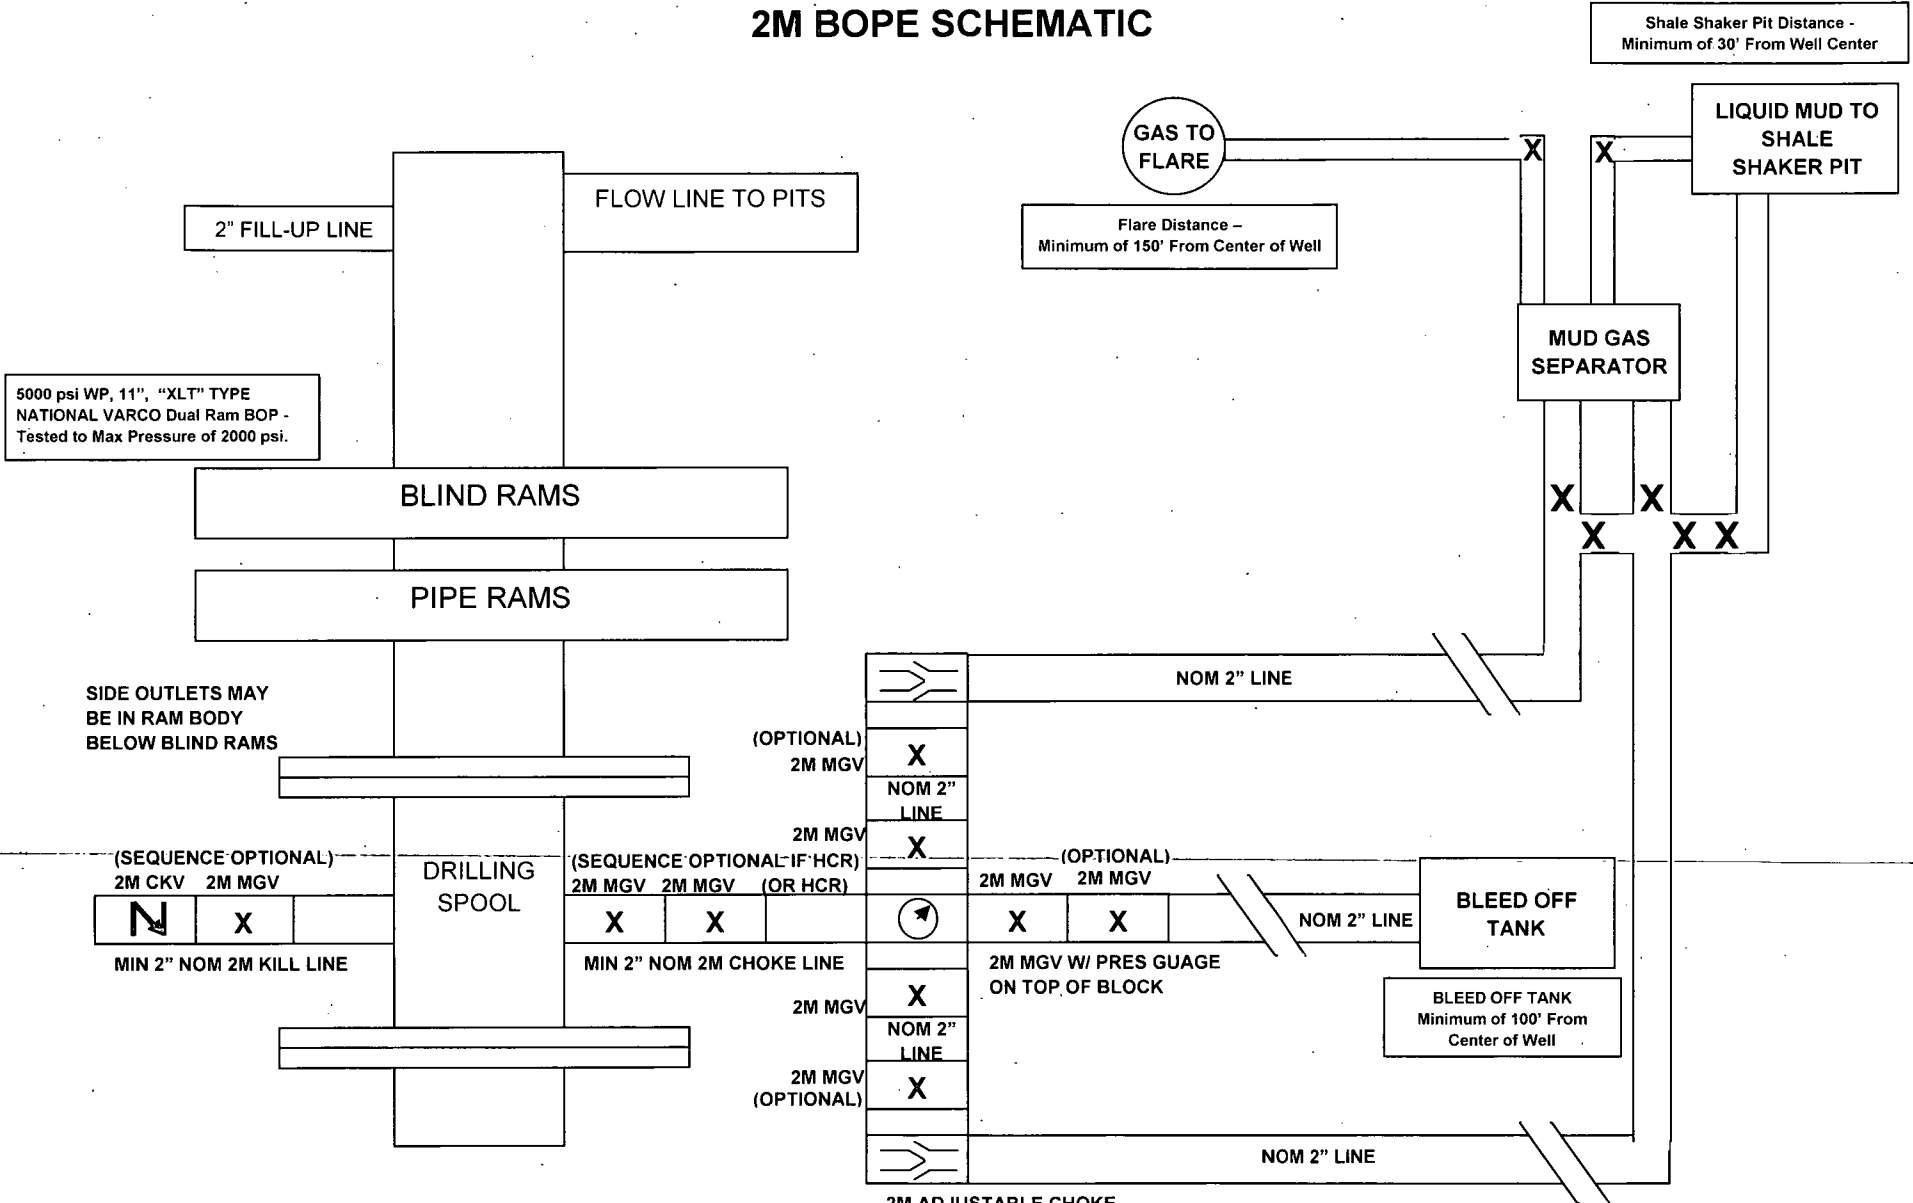 2M BOPE SCHEMATIC
Shale Shaker Pit Distance -
Minimum of 30' From Well Center
LIQUID MUD TO
SHALE
SHAKER PIT
GAS TO
FLARE
X
X
FLOW LINE TO PITS
2” FILL-UP LINE
Flare Distance –
Minimum of 150' From Center of Well
MUD GAS
SEPARATOR
5000 psi WP, 11”, “XLT” TYPE
NATIONAL VARCO Dual Ram BOP -
Tested to Max Pressure of 2000 psi.
BLIND RAMS
X
X
X
X
X
PIPE RAMS
NOM 2” LINE
SIDE OUTLETS MAY
BE IN RAM BODY
BELOW BLIND RAMS
(OPTIONAL)
2M MGV
X
NOM 2”
LINE
2M MGV
X
(SEQUENCE OPTIONAL)
2M CKV 2M MGV
N X
MIN 2” NOM 2M KILL LINE
DRILLING
SPOOL
(SEQUENCE OPTIONAL IF HCR)
2M MGV 2M MGV (OR HCR)
X X
MIN 2” NOM 2M CHOKE LINE
(OPTIONAL)
2M MGV 2M MGV
X X
2M MGV W/ PRES GUAGE
ON TOP OF BLOCK
NOM 2” LINE
BLEED OFF
TANK
BLEED OFF TANK
Minimum of 100' From
Center of Well
2M MGV
X
NOM 2”
LINE
2M MGV
(OPTIONAL)
X
NOM 2” LINE
2M ADJUSTABLE CHOKE